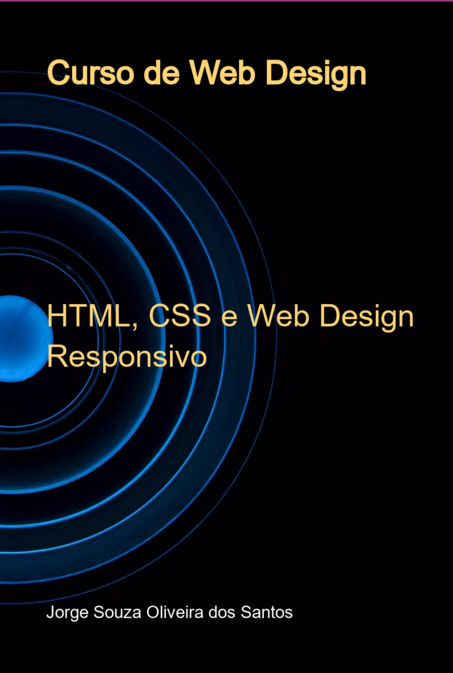 Curso de Web Design
HTML, CSS e Web Design
Responsivo
Jorge Souza Oliveira dos Santos